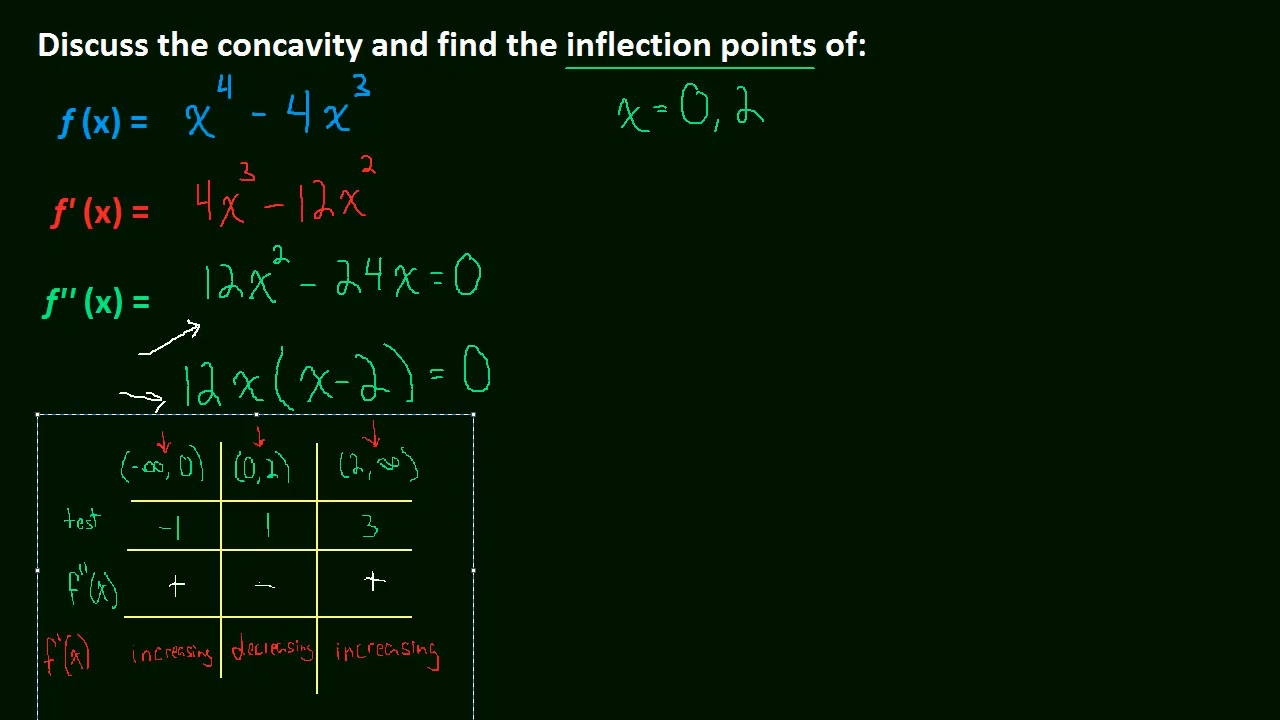 Discuss the concavity and find the inflection points of:
f (x) = x⁴ - 4x³
x = 0, 2
f' (x) = 4x³ - 12x²
f'' (x) = 12x² - 24x = 0
12x(x-2) = 0
(-∞, 0) (0,2) (2, ∞)
test -1 1 3
f''(x) + - +
f'(x) increasing decreasing increasing